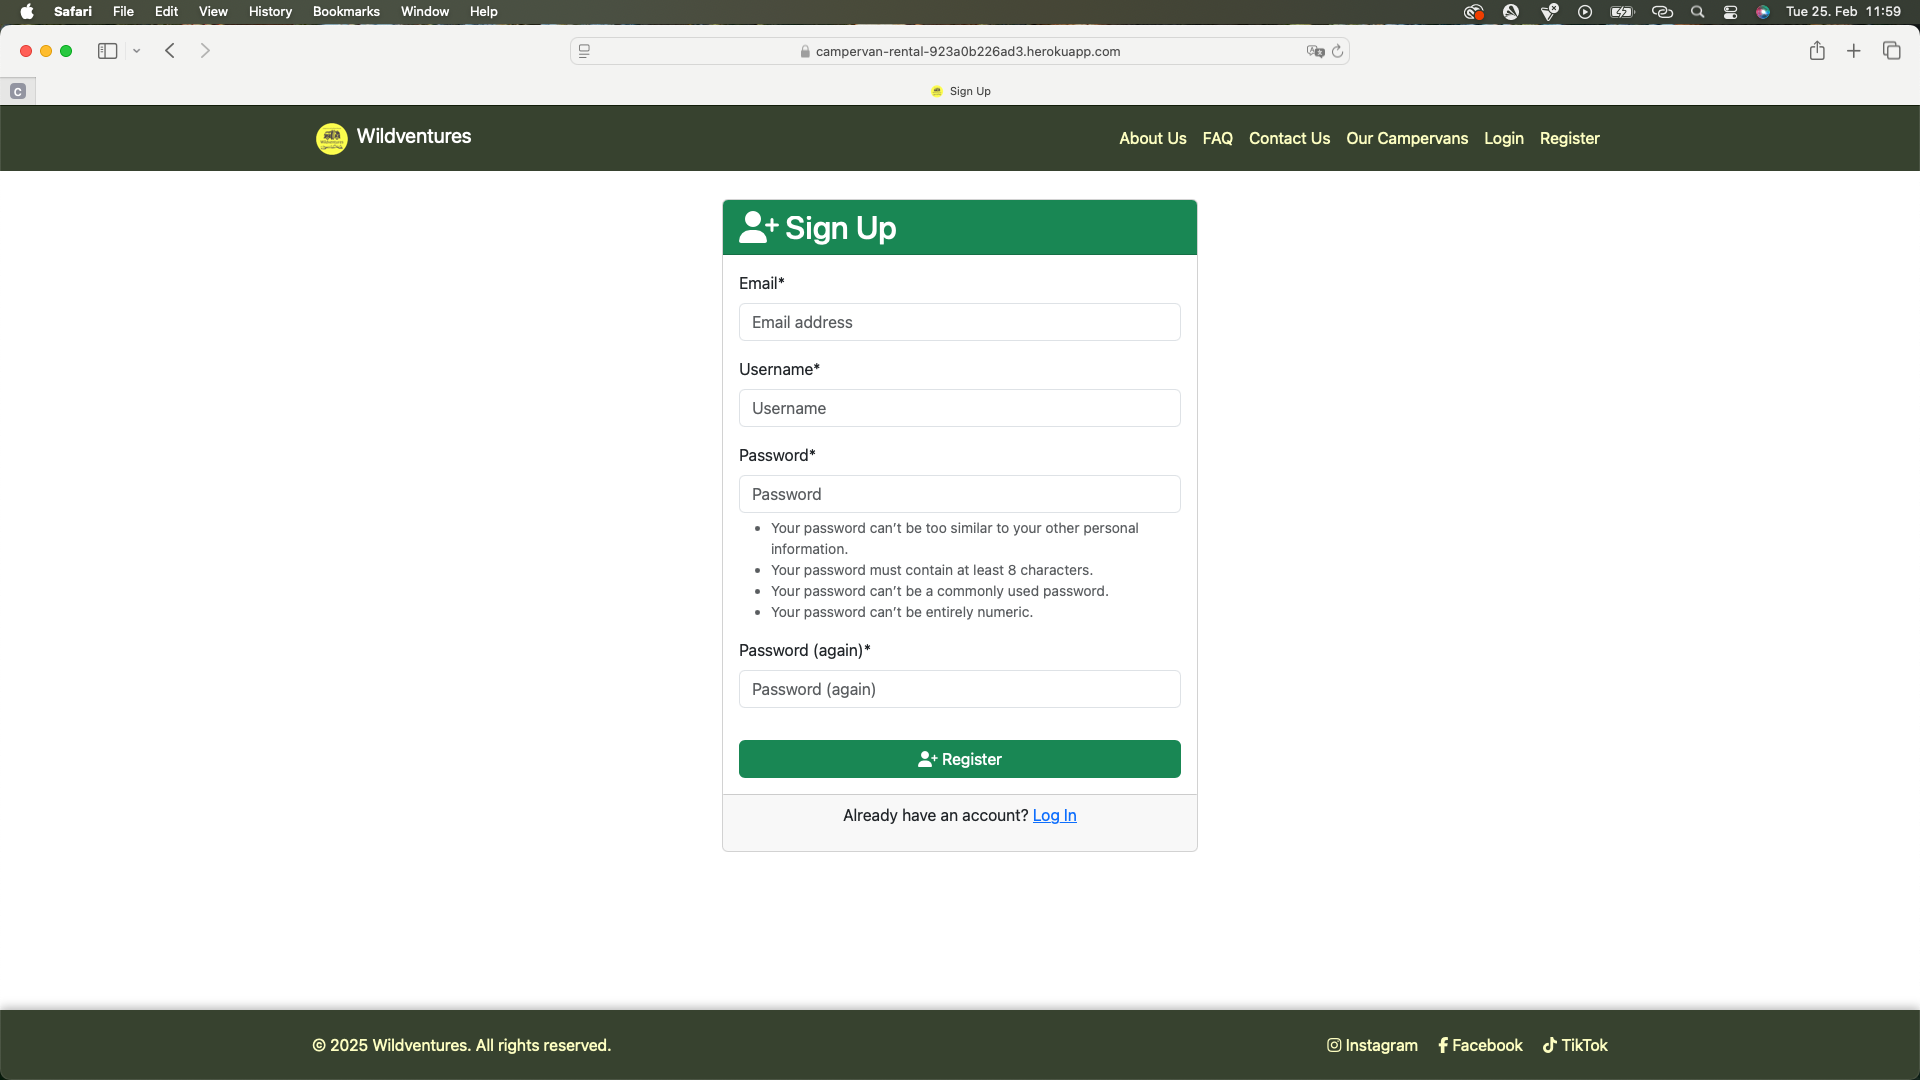 Safari File Edit View History Bookmarks Window Help Tue 25. Feb 11:59
campervan-rental-923a0b226ad3.herokuapp.com
C Sign Up
Wildventures About Us FAQ Contact Us Our Campervans Login Register
Sign Up
Email*
Email address
Username*
Username
Password*
Password
• Your password can’t be too similar to your other personal
information.
• Your password must contain at least 8 characters.
• Your password can’t be a commonly used password.
• Your password can’t be entirely numeric.
Password (again)*
Password (again)
Register
Already have an account? Log In
© 2025 Wildventures. All rights reserved. Instagram Facebook TikTok